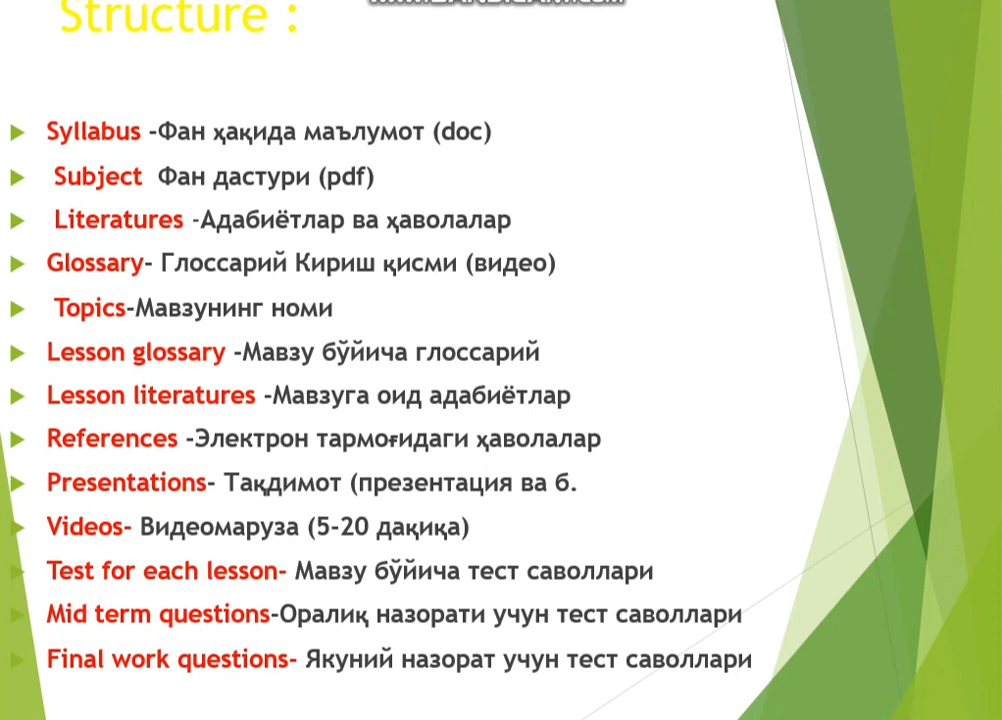 Structure :
Syllabus -Фан ҳақида маълумот (doc)
Subject Фан дастури (pdf)
Literatures -Адабиётлар ва ҳаволалар
Glossary- Глоссарий Кириш қисми (видео)
Topics-Мавзунинг номи
Lesson glossary -Мавзу бўйича глоссарий
Lesson literatures -Мавзуга оид адабиётлар
References -Электрон тармоғидаги ҳаволалар
Presentations- Тақдимот (презентация ва б.
Videos- Видеомаруза (5-20 дақиқа)
Test for each lesson- Мавзу бўйича тест саволлари
Mid term questions-Оралиқ назорати учун тест саволлари
Final work questions- Якуний назорат учун тест саволлари